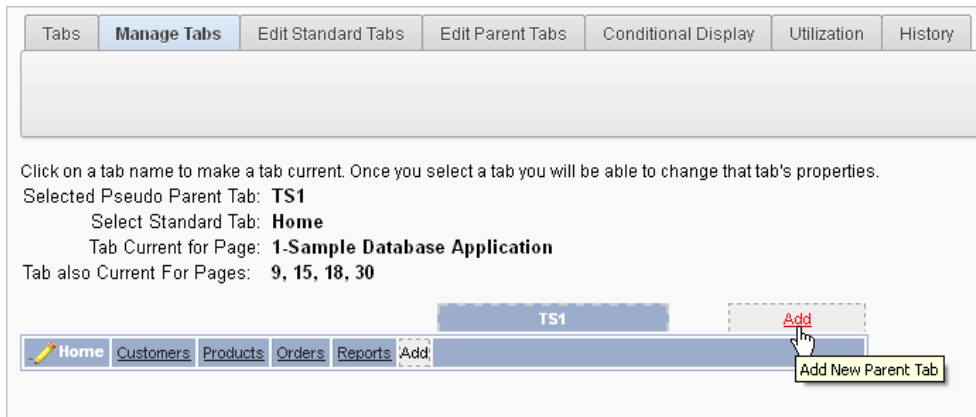 Tabs Manage Tabs Edit Standard Tabs Edit Parent Tabs Conditional Display Utilization History
Click on a tab name to make a tab current. Once you select a tab you will be able to change that tab's properties.
Selected Pseudo Parent Tab: TS1
Select Standard Tab: Home
Tab Current for Page: 1-Sample Database Application
Tab also Current For Pages: 9, 15, 18, 30
TS1 Add
Home Customers Products Orders Reports Add
Add New Parent Tab